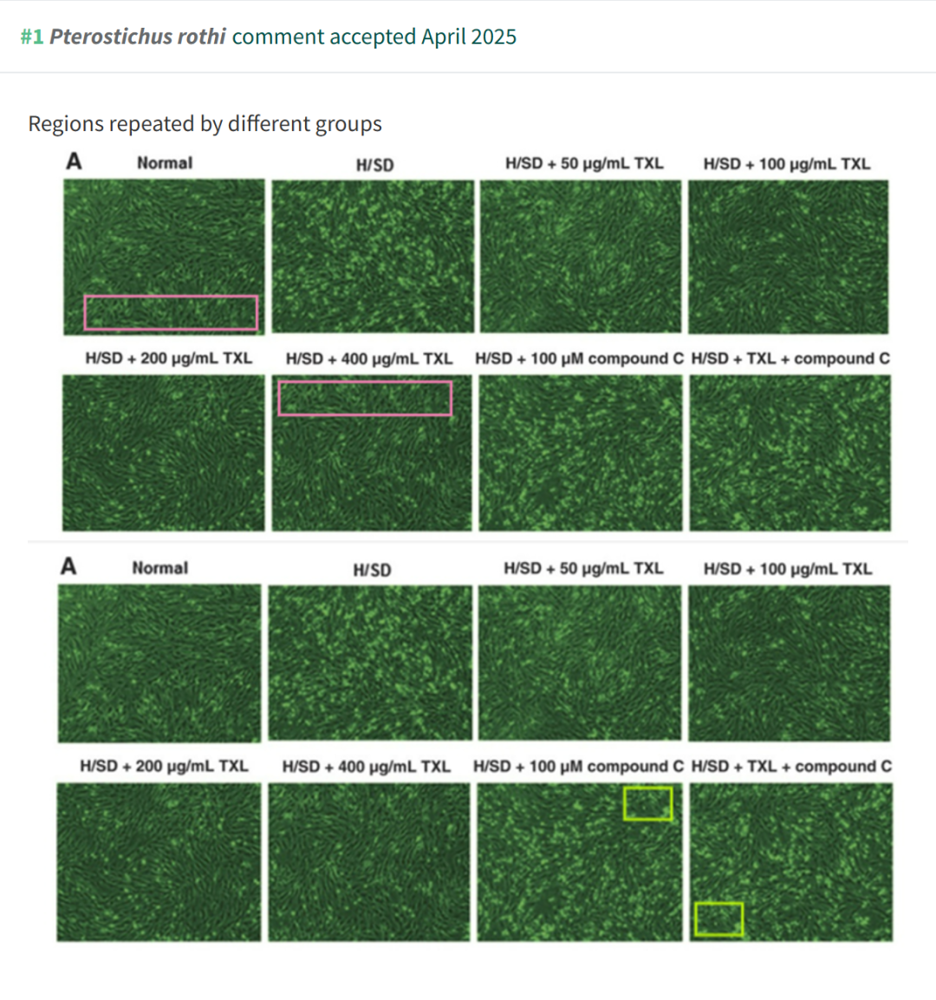 #1 Pterostichus rothi comment accepted April 2025
Regions repeated by different groups
A Normal H/SD H/SD + 50 µg/mL TXL H/SD + 100 µg/mL TXL
H/SD + 200 µg/mL TXL H/SD + 400 µg/mL TXL H/SD + 100 µM compound C H/SD + TXL + compound C
A Normal H/SD H/SD + 50 µg/mL TXL H/SD + 100 µg/mL TXL
H/SD + 200 µg/mL TXL H/SD + 400 µg/mL TXL H/SD + 100 µM compound C H/SD + TXL + compound C